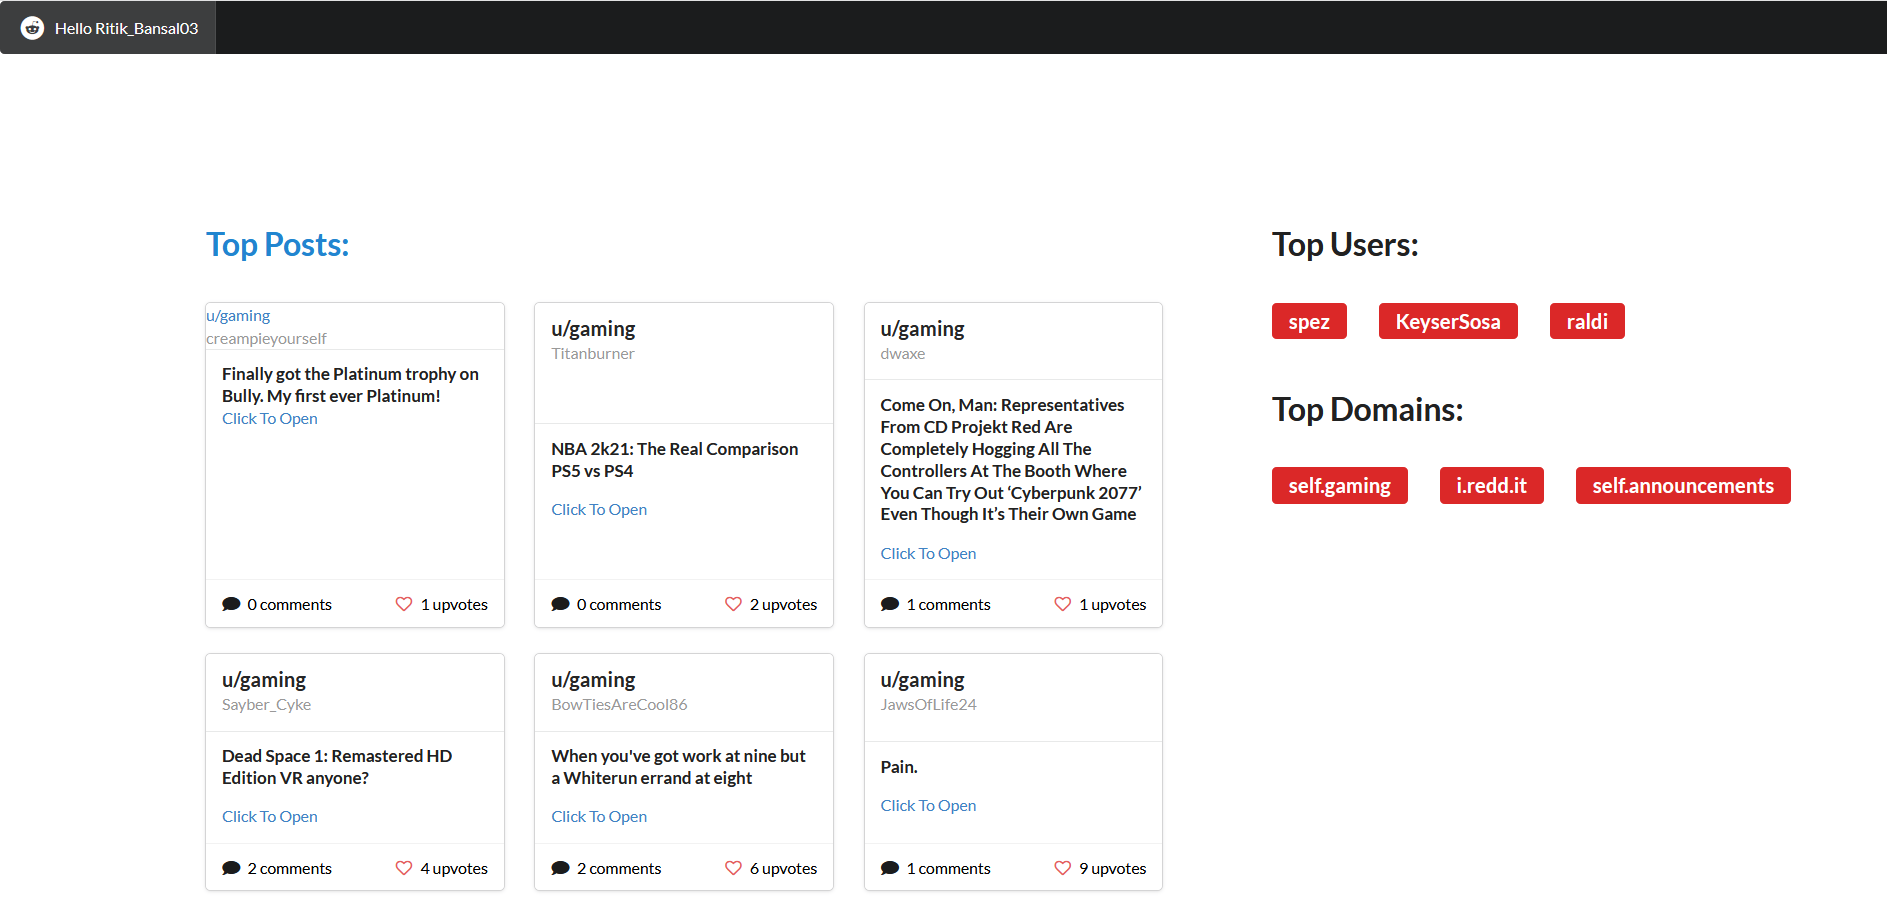 Hello Ritik_Bansal03
Top Posts:
u/gaming
creampieyourself
Finally got the Platinum trophy on
Bully. My first ever Platinum!
Click To Open
0 comments
1 upvotes
u/gaming
Titanburner
NBA 2k21: The Real Comparison
PS5 vs PS4
Click To Open
0 comments
2 upvotes
u/gaming
dwaxe
Come On, Man: Representatives
From CD Projekt Red Are
Completely Hogging All The
Controllers At The Booth Where
You Can Try Out ‘Cyberpunk 2077’
Even Though It’s Their Own Game
Click To Open
1 comments
1 upvotes
u/gaming
Sayber_Cyke
Dead Space 1: Remastered HD
Edition VR anyone?
Click To Open
2 comments
4 upvotes
u/gaming
BowTiesAreCool86
When you've got work at nine but
a Whiterun errand at eight
Click To Open
2 comments
6 upvotes
u/gaming
JawsOfLife24
Pain.
Click To Open
1 comments
9 upvotes
Top Users:
spez
KeyserSosa
raldi
Top Domains:
self.gaming
i.redd.it
self.announcements